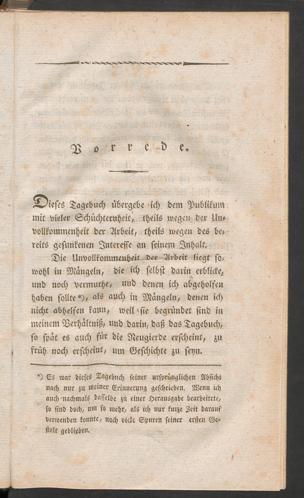 Vorrede.
Dieses Tagebuch übergebe ich dem Publikum
mit vieler Schüchternheit, theils wegen der Un-
vollkommenheit der Arbeit, theils wegen des be-
reits gesunkenen Interesse an seinem Inhalt.
Die Unvollkommenheit der Arbeit liegt so-
wohl in Mängeln, die ich selbst darin erblicke,
und noch vermuthe, und denen ich abgeholfen
haben sollte *), als auch in Mängeln, denen ich
nicht abhelfen kann, weil sie begründet sind in
meinem Verhältniß, und darin, daß das Tagebuch,
so spät es auch für die Neugierde erscheint, zu
früh noch erscheint, um Geschichte zu seyn.
*) Es war dieses Tagebuch seiner ursprünglichen Absicht
nach nur zu meiner Erinnerung geschrieben. Wenn ich
auch nachmals dasselbe zu einer Herausgabe bearbeitete,
so sind doch, um so mehr, als ich nur kurze Zeit darauf
verwenden konnte, noch viele Spuren seiner ersten Ge-
stalt geblieben.